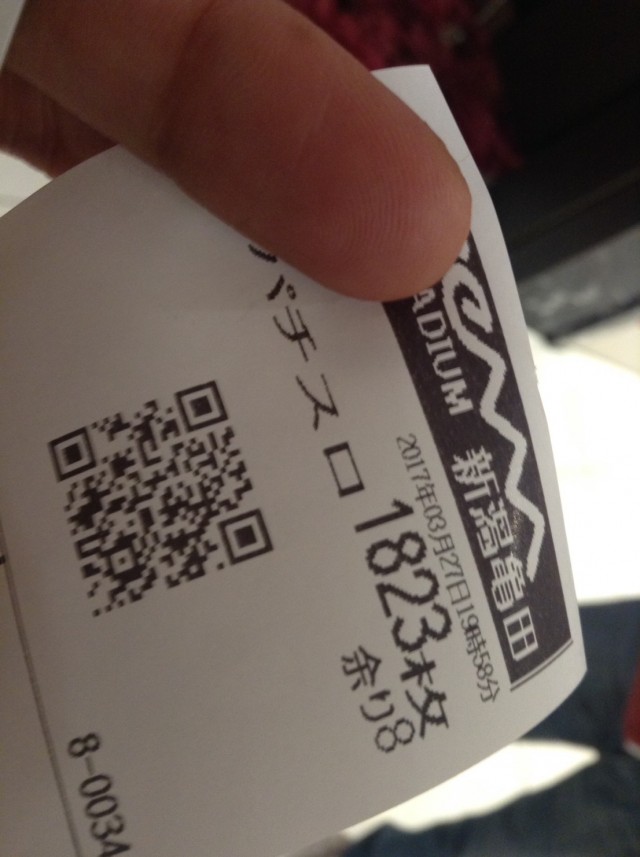 ADIUM 新潟亀田
2017年03月27日19時58分
パチスロ 1823枚
余り8
8-0034